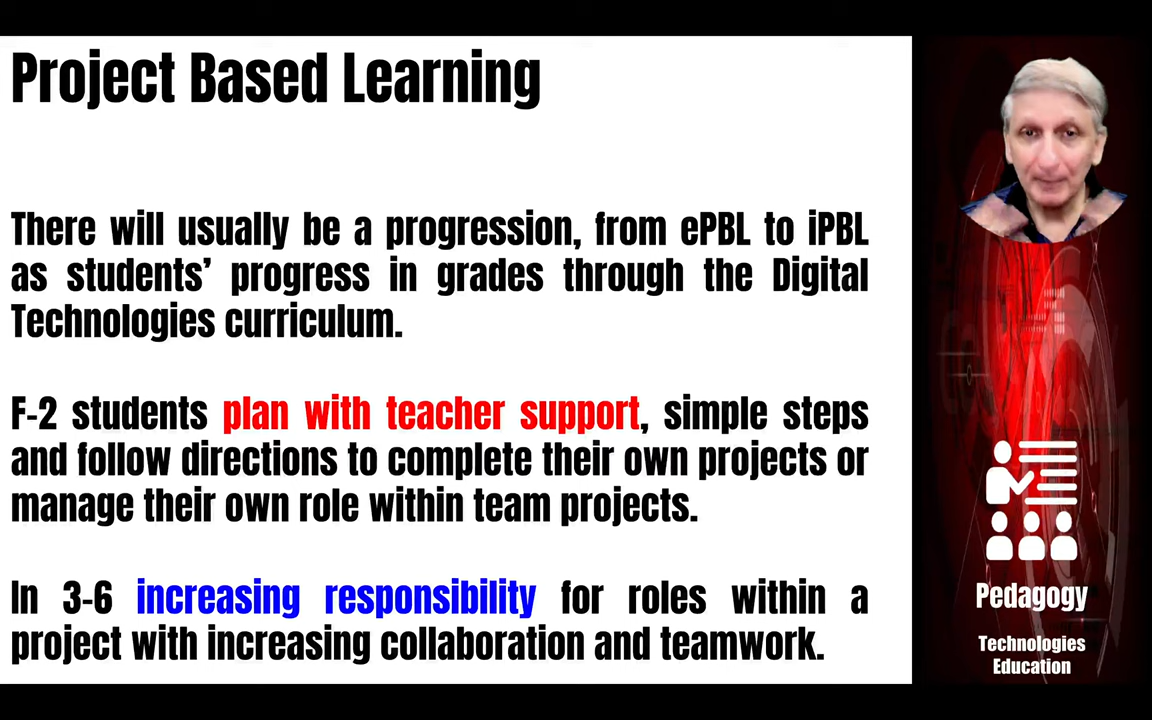 Project Based Learning
There will usually be a progression, from ePBL to iPBL
as students’ progress in grades through the Digital
Technologies curriculum.
F-2 students plan with teacher support, simple steps
and follow directions to complete their own projects or
manage their own role within team projects.
In 3-6 increasing responsibility for roles within a
project with increasing collaboration and teamwork.
Pedagogy
Technologies
Education